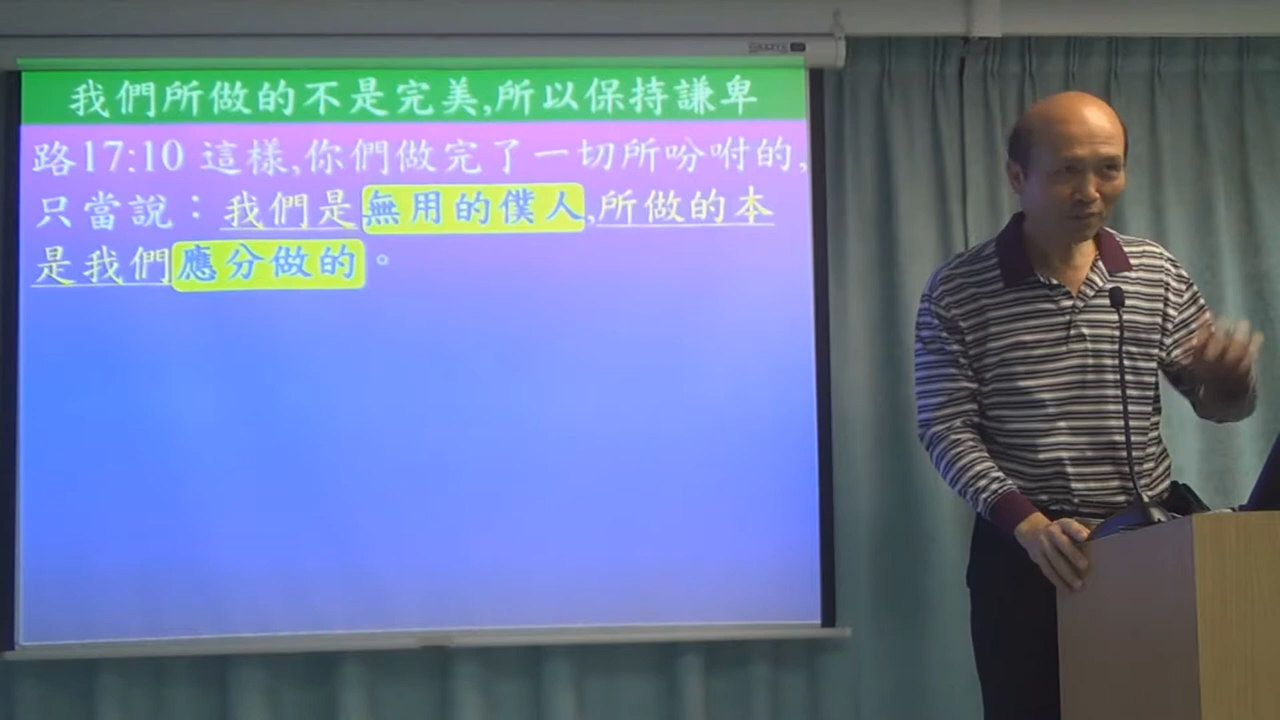 我們所做的不是完美,所以保持謙卑
路17:10 這樣,你們做完了一切所吩咐的,
只當說：我們是無用的僕人,所做的本
是我們應分做的。